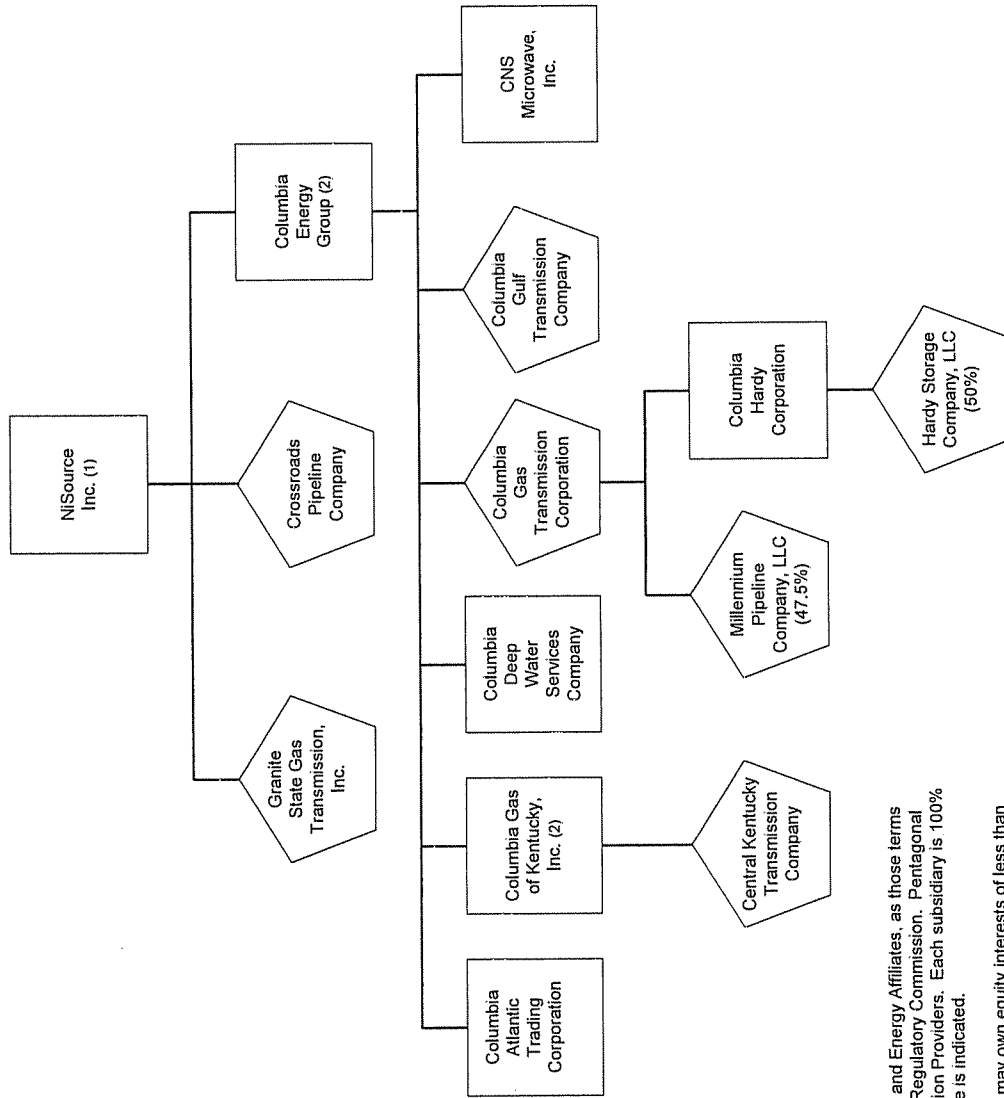 NiSource
Inc. (1)
Granite
State Gas
Transmission,
Inc.
Crossroads
Pipeline
Company
Columbia
Energy
Group (2)
Columbia
Atlantic
Trading
Corporation
Columbia Gas
of Kentucky,
Inc. (2)
Columbia
Deep
Water
Services
Company
Columbia
Gas
Transmission
Corporation
Columbia
Gulf
Transmission
Company
CNS
Microwave,
Inc.
Central Kentucky
Transmission
Company
Millennium
Pipeline
Company, LLC
(47.5%)
Columbia
Hardy
Corporation
Hardy Storage
Company, LLC
(50%)
and Energy Affiliates, as those terms
Regulatory Commission. Pentagonal
ion Providers. Each subsidiary is 100%
e is indicated.
may own equity interests of less than